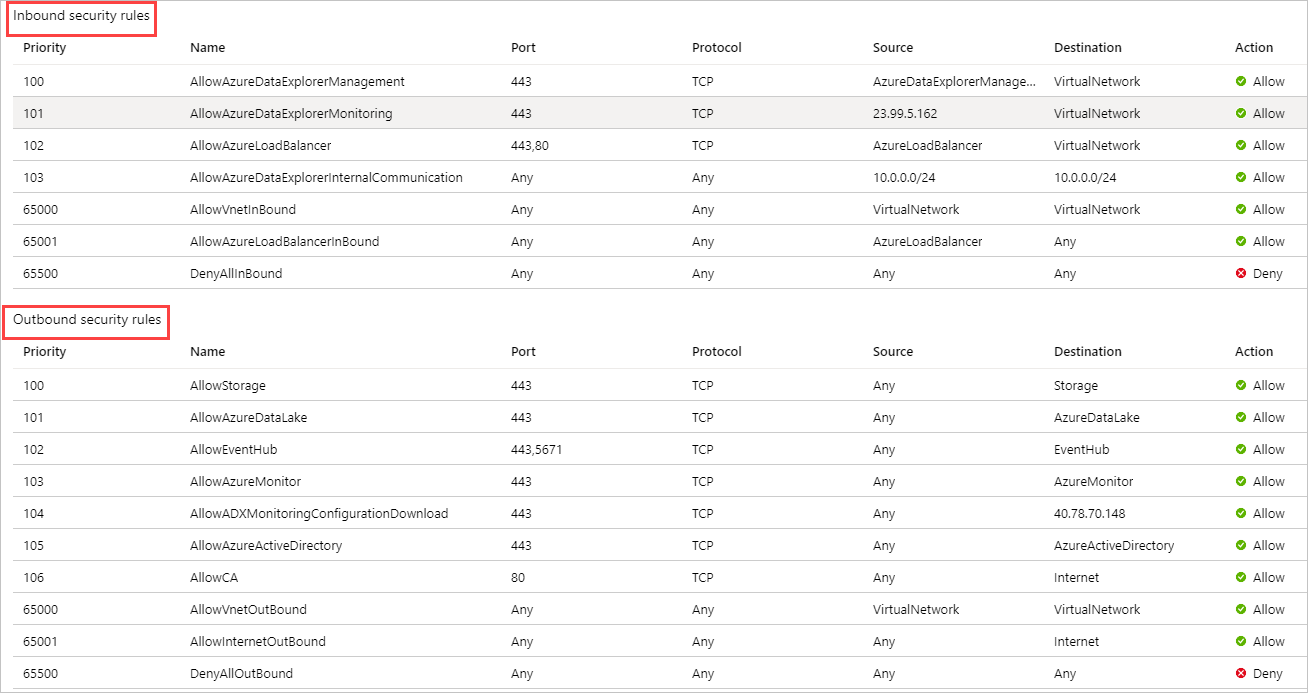 Inbound security rules
Priority Name Port Protocol Source Destination Action
100 AllowAzureDataExplorerManagement 443 TCP AzureDataExplorerManage... VirtualNetwork Allow
101 AllowAzureDataExplorerMonitoring 443 TCP 23.99.5.162 VirtualNetwork Allow
102 AllowAzureLoadBalancer 443,80 TCP AzureLoadBalancer VirtualNetwork Allow
103 AllowAzureDataExplorerInternalCommunication Any Any 10.0.0.0/24 10.0.0.0/24 Allow
65000 AllowVnetInBound Any Any VirtualNetwork VirtualNetwork Allow
65001 AllowAzureLoadBalancerInBound Any Any AzureLoadBalancer Any Allow
65500 DenyAllInBound Any Any Any Any Deny
Outbound security rules
Priority Name Port Protocol Source Destination Action
100 AllowStorage 443 TCP Any Storage Allow
101 AllowAzureDataLake 443 TCP Any AzureDataLake Allow
102 AllowEventHub 443,5671 TCP Any EventHub Allow
103 AllowAzureMonitor 443 TCP Any AzureMonitor Allow
104 AllowADXMonitoringConfigurationDownload 443 TCP Any 40.78.70.148 Allow
105 AllowAzureActiveDirectory 443 TCP Any AzureActiveDirectory Allow
106 AllowCA 80 TCP Any Internet Allow
65000 AllowVnetOutBound Any Any VirtualNetwork VirtualNetwork Allow
65001 AllowInternetOutBound Any Any Any Internet Allow
65500 DenyAllOutBound Any Any Any Any Deny